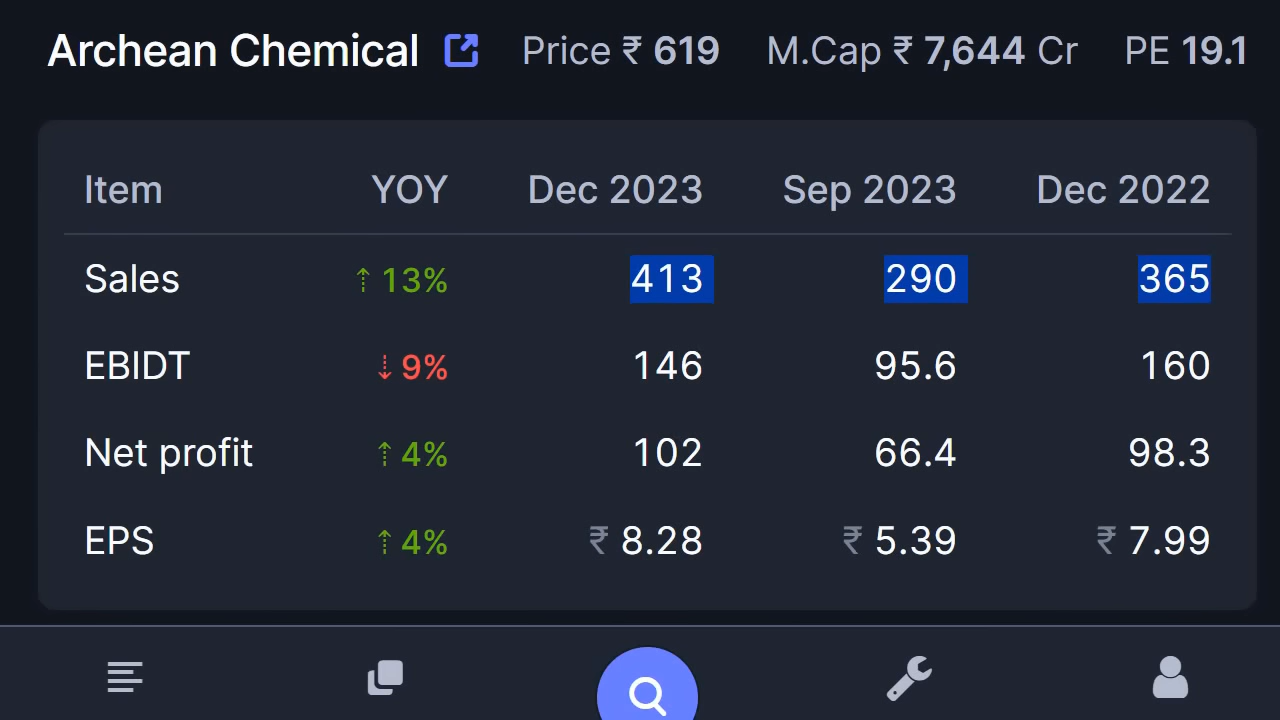 Archean Chemical Price ₹ 619 M.Cap ₹ 7,644 Cr PE 19.1
Item YOY Dec 2023 Sep 2023 Dec 2022
Sales ⇡ 13% 413 290 365
EBIDT ⇣ 9% 146 95.6 160
Net profit ⇡ 4% 102 66.4 98.3
EPS ⇡ 4% ₹ 8.28 ₹ 5.39 ₹ 7.99